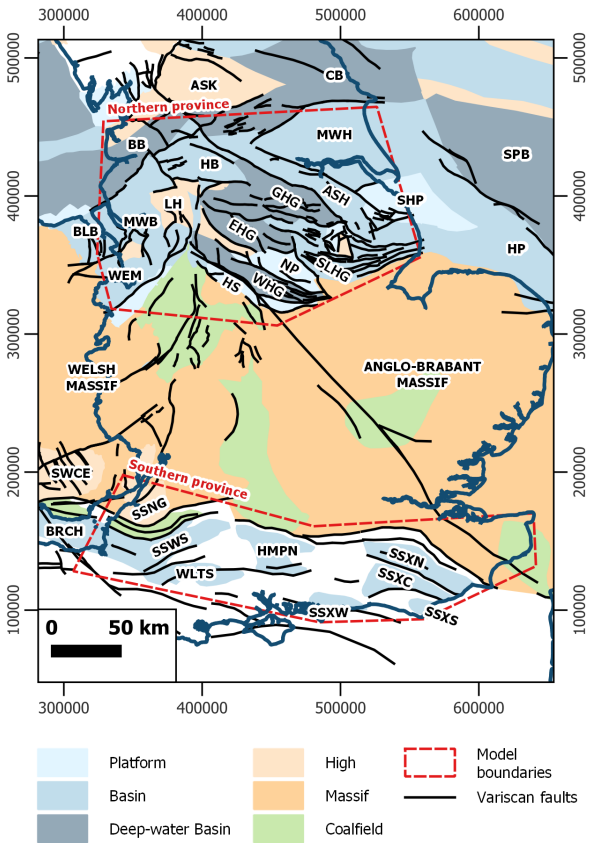 300000 400000 500000 600000
500000
500000
CB
ASK
Northern province
MWH
BB
SPB
HB
400000
400000
GHG
ASH
LH
SHP
MWB
EHG
BLB
HP
NP
SLHG
WEM
HS
WHG
300000
300000
WELSH
MASSIF
ANGLO-BRABANT
MASSIF
200000
200000
SWCE
Southern province
SSNG
BRCH
SSWS
HMPN
SSXN
WLTS
SSXC
100000
100000
SSXW
SSXS
0 50 km
300000 400000 500000 600000
Platform
High
Model
boundaries
Basin
Massif
Variscan faults
Deep-water Basin
Coalfield